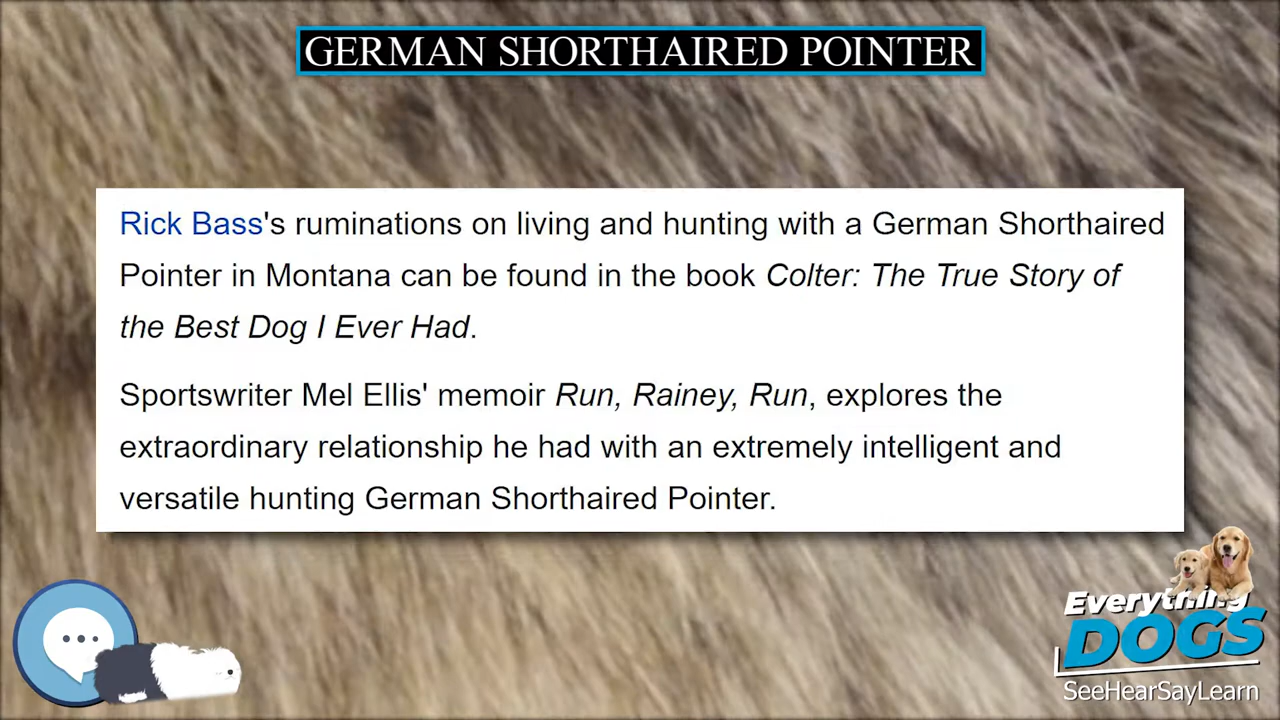 GERMAN SHORTHAIRED POINTER
Rick Bass's ruminations on living and hunting with a German Shorthaired
Pointer in Montana can be found in the book Colter: The True Story of
the Best Dog I Ever Had.
Sportswriter Mel Ellis' memoir Run, Rainey, Run, explores the
extraordinary relationship he had with an extremely intelligent and
versatile hunting German Shorthaired Pointer.
Everything
DOGS
SeeHearSayLearn